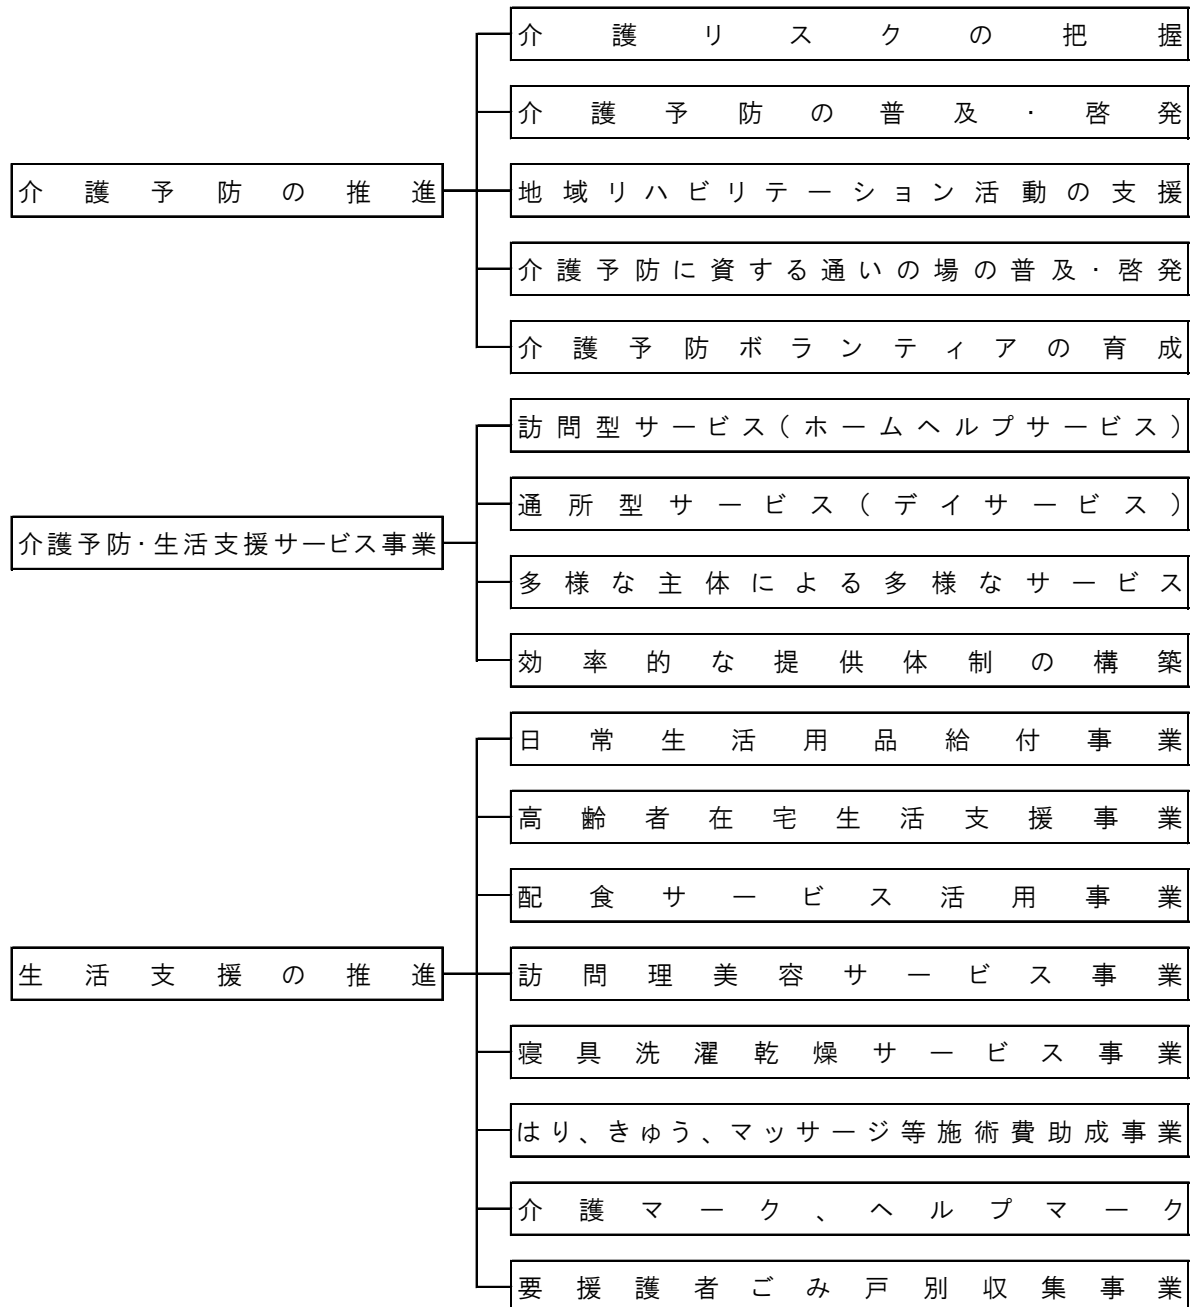 介護予防の推進
介護リスクの把握
介護予防の普及・啓発
地域リハビリテーション活動の支援
介護予防に資する通いの場の普及・啓発
介護予防ボランティアの育成
介護予防・生活支援サービス事業
訪問型サービス(ホームヘルプサービス)
通所型サービス(デイサービス)
多様な主体による多様なサービス
効率的な提供体制の構築
生活支援の推進
日常生活用品給付事業
高齢者在宅生活支援事業
配食サービス活用事業
訪問理美容サービス事業
寝具洗濯乾燥サービス事業
はり、きゅう、マッサージ等施術費助成事業
介護マーク、ヘルプマーク
要援護者ごみ戸別収集事業